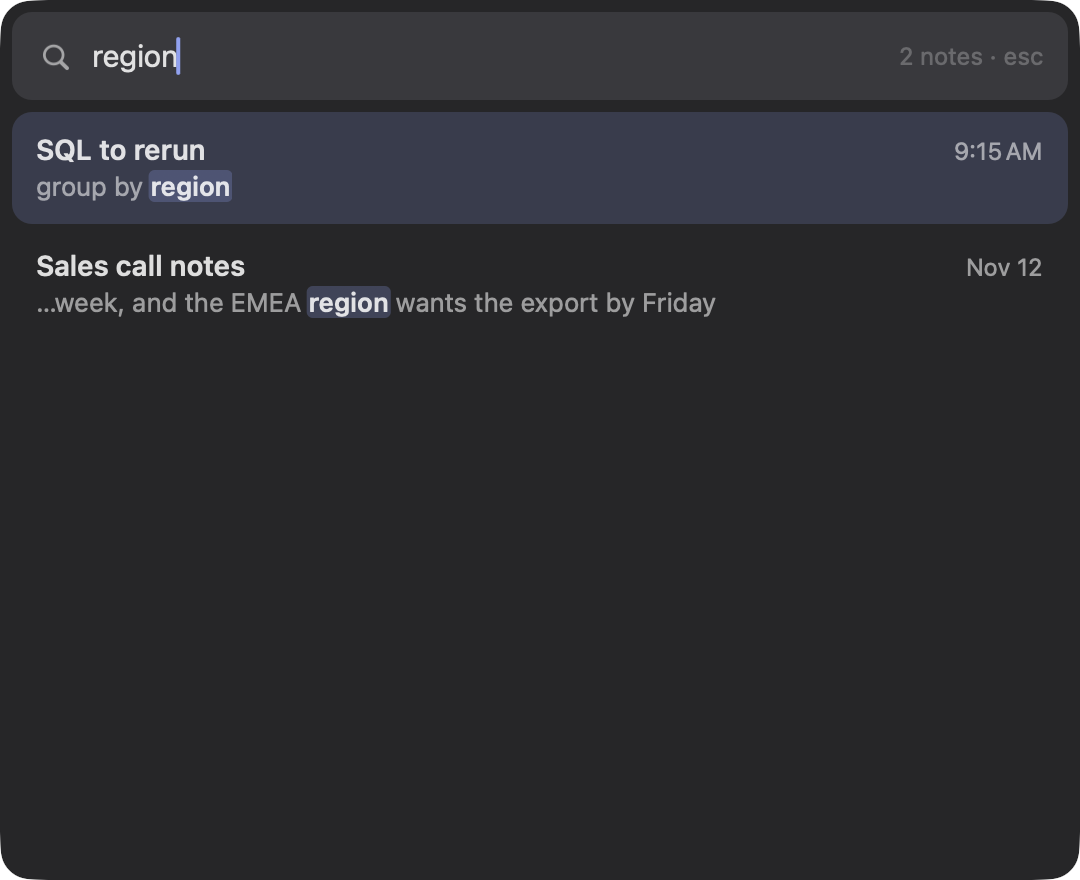 region
2 notes · esc
SQL to rerun
9:15 AM
group by region
Sales call notes
Nov 12
...week, and the EMEA region wants the export by Friday